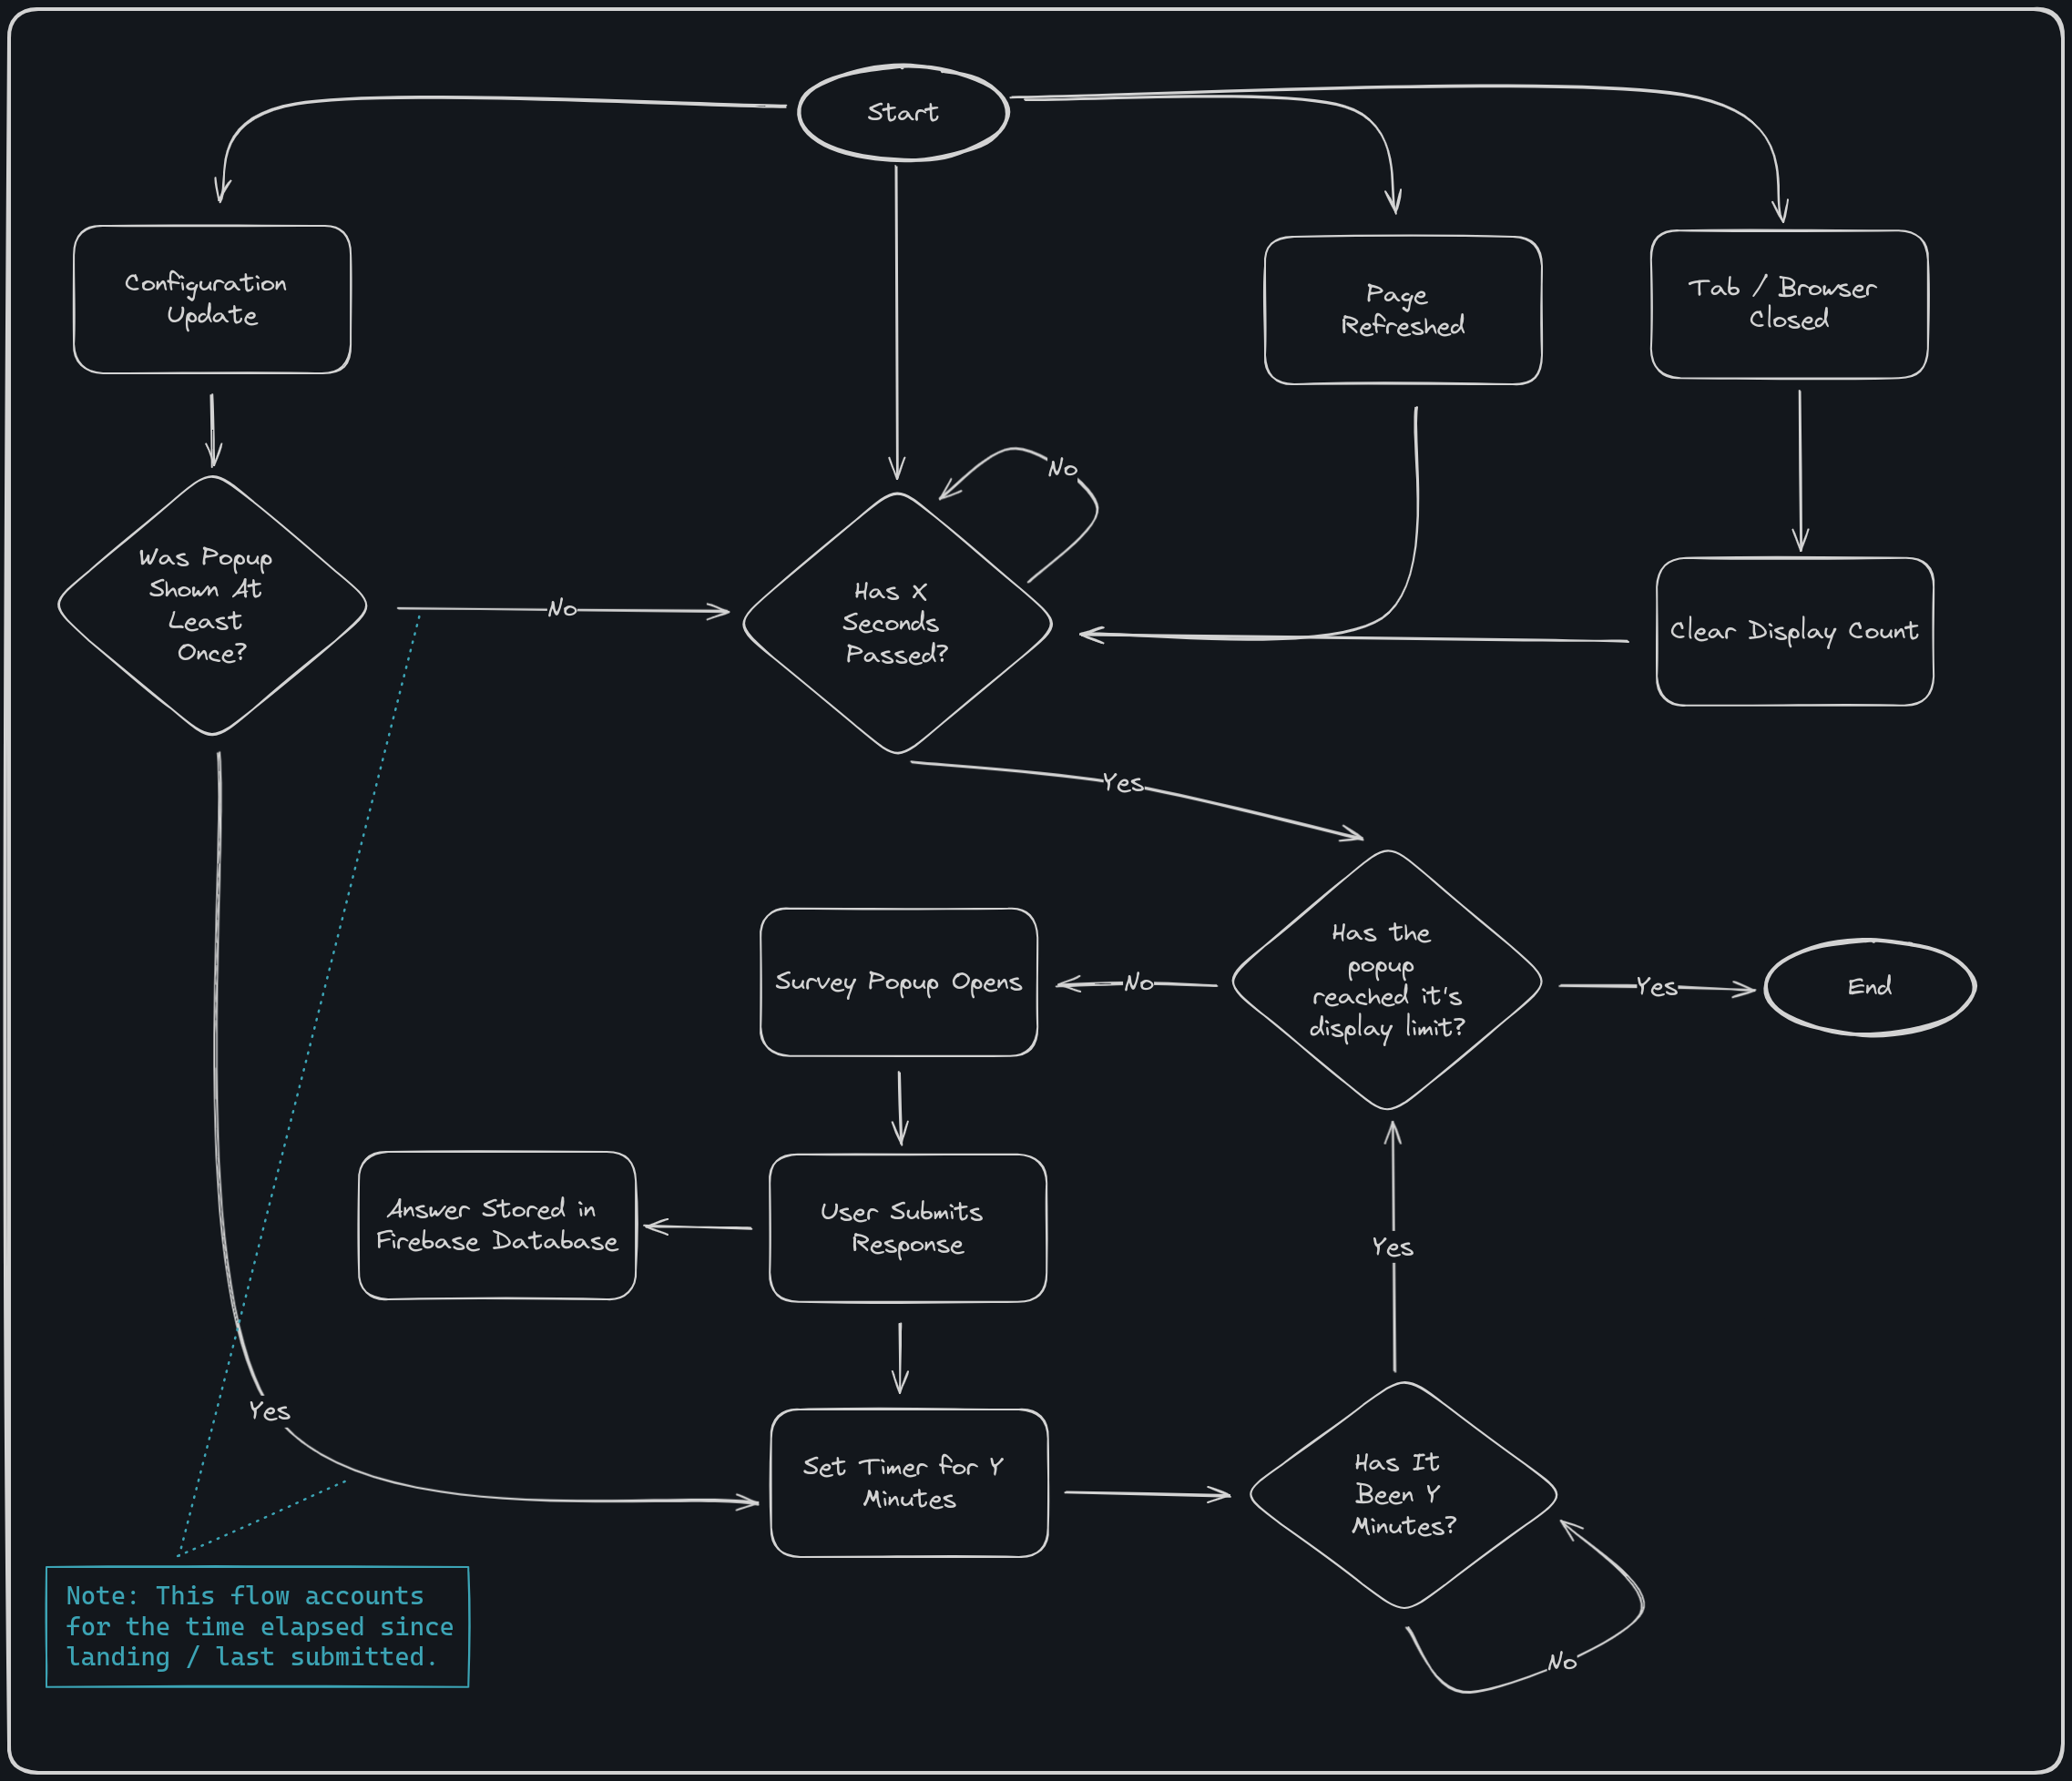 Start
Configuration
Update
Page
Refreshed
Tab / Browser
Closed
No
Was Popup
Shown At
Least
Once?
No
Has X
Seconds
Passed?
Clear Display Count
Yes
Survey Popup Opens
No
Has the
popup
reached it's
display limit?
Yes
End
Answer Stored in
Firebase Database
User Submits
Response
Yes
Yes
Set Timer for Y
Minutes
Has It
Been Y
Minutes?
Note: This flow accounts
for the time elapsed since
landing / last submitted.
No